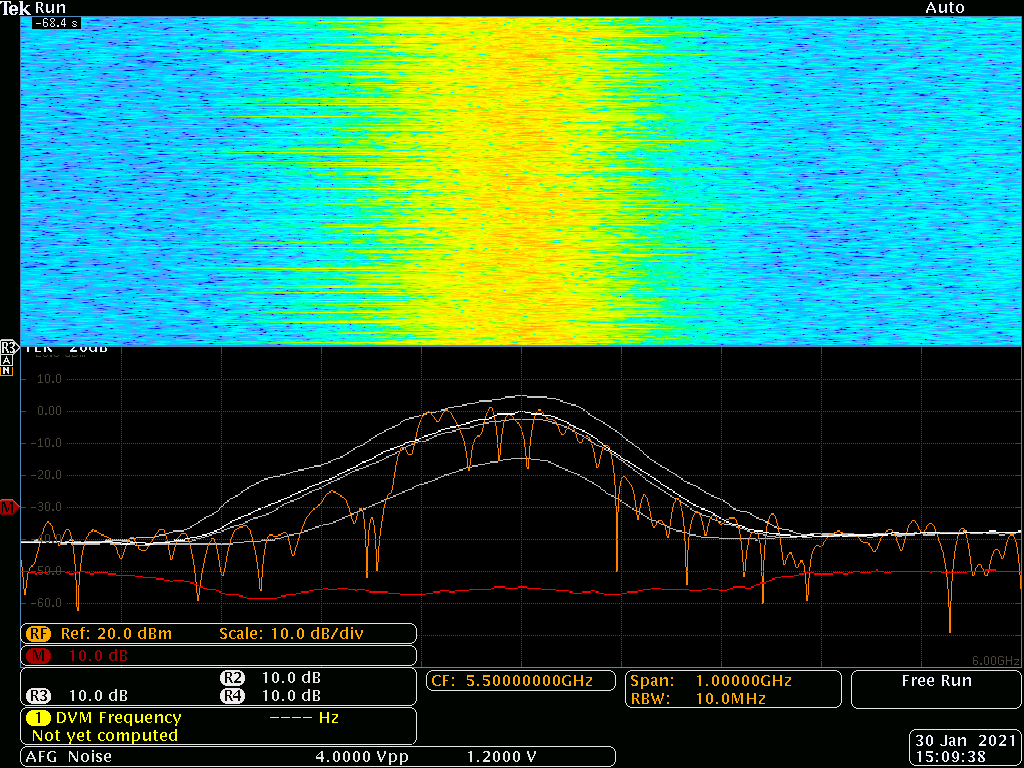 Tek Run Auto
-68.4 s
R3
A
N
10.0
0.00
-10.0
-20.0
M -30.0
-50.0
-60.0
6.00GHz
RF Ref: 20.0 dBm Scale: 10.0 dB/div
M 10.0 dB
R2 10.0 dB
R3 10.0 dB R4 10.0 dB
CF: 5.50000000GHz
Span: 1.00000GHz
RBW: 10.0MHz
Free Run
1 DVM Frequency ---- Hz
Not yet computed
AFG Noise 4.0000 Vpp 1.2000 V
30 Jan 2021
15:09:38